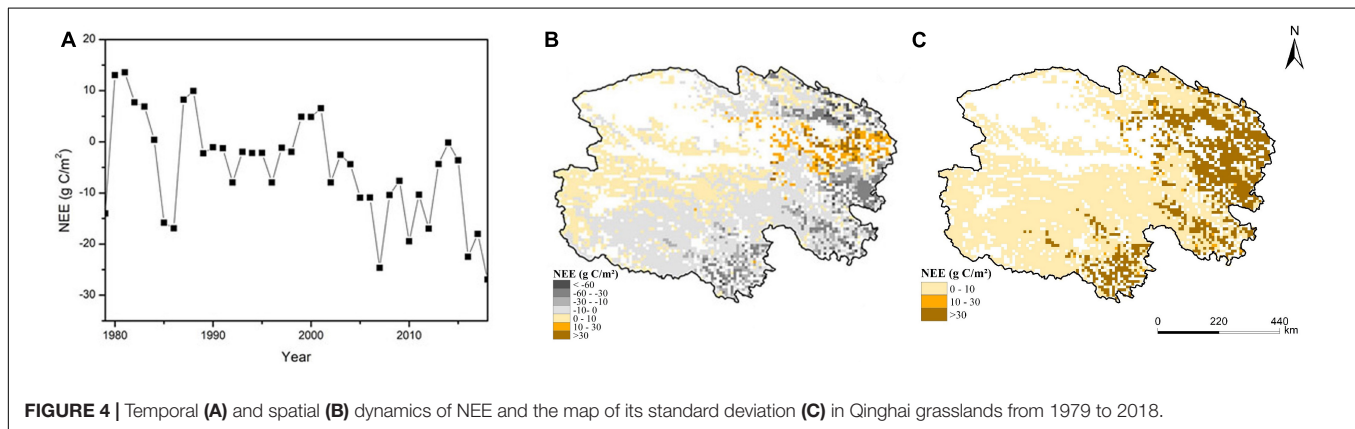 A
20
10
0
-10
-20
-30
NEE (g C/m²)
1980
1990
2000
2010
Year
B
NEE (g C/m²)
< -60
-60 - -30
-30 - -10
-10- 0
0 - 10
10 - 30
>30
C
N
NEE (g C/m²)
0 - 10
10 - 30
>30
0 220 440
km
FIGURE 4 | Temporal (A) and spatial (B) dynamics of NEE and the map of its standard deviation (C) in Qinghai grasslands from 1979 to 2018.